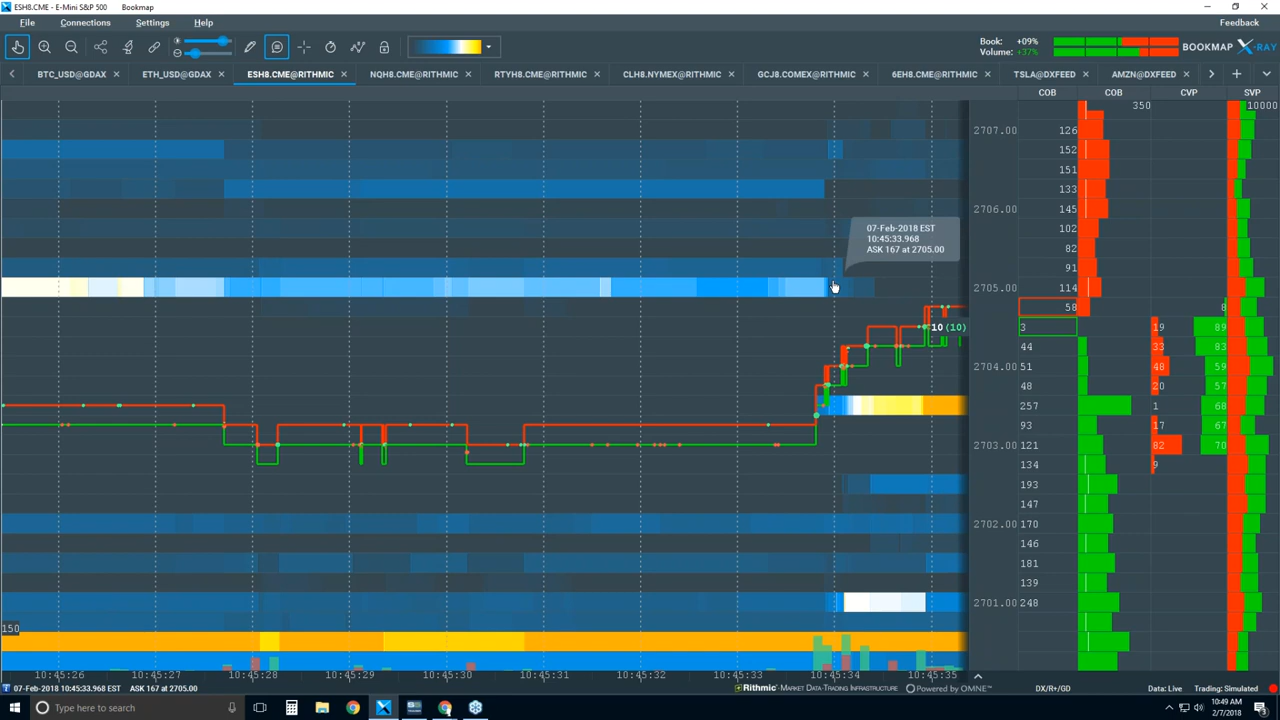 ESH8.CME - E-Mini S&P 500 Bookmap
File Connections Settings Help Feedback
Book: +09%
Volume: +37%
BOOKMAP X-RAY
BTC_USD@GDAX ETH_USD@GDAX ESH8.CME@RITHMIC NQH8.CME@RITHMIC RTYH8.CME@RITHMIC CLH8.NYMEX@RITHMIC GCJ8.COMEX@RITHMIC 6EH8.CME@RITHMIC TSLA@DXFEED AMZN@DXFEED
COB COB CVP SVP
350 10000
2707.00 126
152
151
133
2706.00 145
102
82
91
2705.00 114
58 8
3 19 89
44 33 83
2704.00 51 48 59
48 20 57
257 1 68
93 17 67
2703.00 121 82 70
134 9
193
147
2702.00 170
146
181
139
2701.00 248
07-Feb-2018 EST
10:45:33.968
ASK 167 at 2705.00
10 (10)
150
10:45:26 10:45:27 10:45:28 10:45:29 10:45:30 10:45:31 10:45:32 10:45:33 10:45:34 10:45:35
07-Feb-2018 10:45:33.968 EST ASK 167 at 2705.00
Rithmic - Market Data-Trading Infrastructure Powered by OMNE™ DX/R+/GD Data: Live Trading: Simulated
Type here to search
10:49 AM
2/7/2018
3